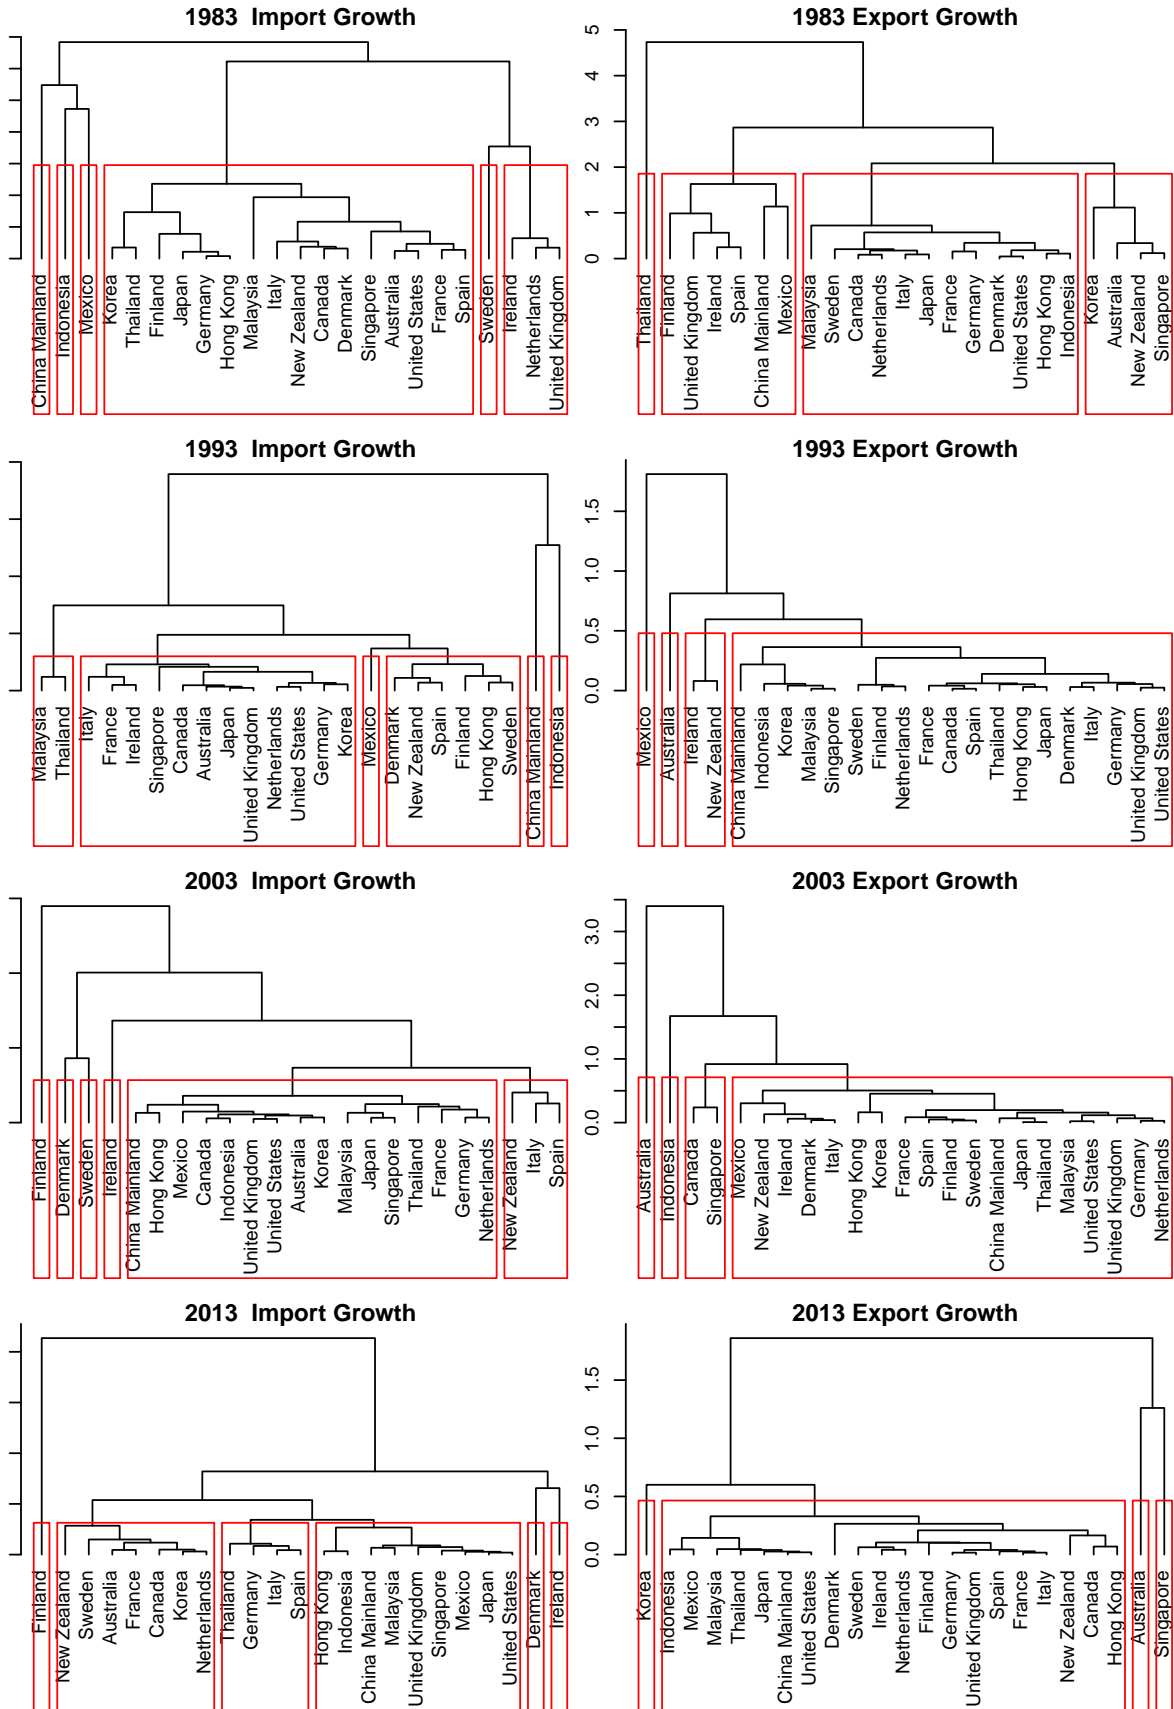 1983  Import Growth
China Mainland
Indonesia
Mexico
Korea
Thailand
Finland
Japan
Germany
Hong Kong
Malaysia
Italy
New Zealand
Canada
Denmark
Singapore
Australia
United States
France
Spain
Sweden
Ireland
Netherlands
United Kingdom
1983 Export Growth
0
1
2
3
4
5
Thailand
Finland
United Kingdom
Ireland
Spain
China Mainland
Mexico
Malaysia
Sweden
Canada
Netherlands
Italy
Japan
France
Germany
Denmark
United States
Hong Kong
Indonesia
Korea
Australia
New Zealand
Singapore
1993  Import Growth
Malaysia
Thailand
Italy
France
Ireland
Singapore
Canada
Australia
Japan
United Kingdom
Netherlands
United States
Germany
Korea
Mexico
Denmark
New Zealand
Spain
Finland
Hong Kong
Sweden
China Mainland
Indonesia
1993 Export Growth
0.0
0.5
1.0
1.5
Mexico
Australia
Ireland
New Zealand
China Mainland
Indonesia
Korea
Malaysia
Singapore
Sweden
Finland
Netherlands
France
Canada
Spain
Thailand
Hong Kong
Japan
Denmark
Italy
Germany
United Kingdom
United States
2003  Import Growth
Finland
Denmark
Sweden
Ireland
China Mainland
Hong Kong
Mexico
Canada
Indonesia
United Kingdom
United States
Australia
Korea
Malaysia
Japan
Singapore
Thailand
France
Germany
Netherlands
New Zealand
Italy
Spain
2003 Export Growth
0.0
1.0
2.0
3.0
Australia
Indonesia
Canada
Singapore
Mexico
New Zealand
Ireland
Denmark
Italy
Hong Kong
Korea
France
Spain
Finland
Sweden
China Mainland
Japan
Thailand
Malaysia
United States
United Kingdom
Germany
Netherlands
2013  Import Growth
Finland
New Zealand
Sweden
Australia
France
Canada
Korea
Netherlands
Thailand
Germany
Italy
Spain
Hong Kong
Indonesia
China Mainland
Malaysia
United Kingdom
Singapore
Mexico
Japan
United States
Denmark
Ireland
2013 Export Growth
0.0
0.5
1.0
1.5
Korea
Indonesia
Mexico
Malaysia
Thailand
Japan
China Mainland
United States
Denmark
Sweden
Ireland
Netherlands
Finland
Germany
United Kingdom
Spain
France
Italy
New Zealand
Canada
Hong Kong
Australia
Singapore